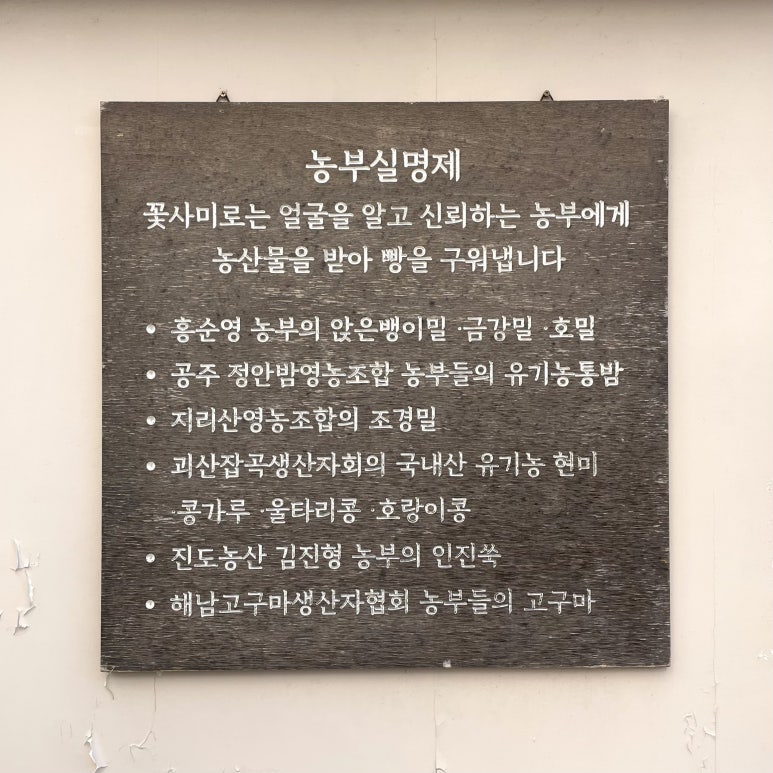 농부실명제
꽃사미로는 얼굴을 알고 신뢰하는 농부에게
농산물을 받아 빵을 구워냅니다
• 홍순영 농부의 앉은뱅이밀 ·금강밀 ·호밀
• 공주 정안밤영농조합 농부들의 유기농통밤
• 지리산영농조합의 조경밀
• 괴산잡곡생산자회의 국내산 유기농 현미
·콩가루 ·울타리콩 ·호랑이콩
• 진도농산 김진형 농부의 인진쑥
• 해남고구마생산자협회 농부들의 고구마